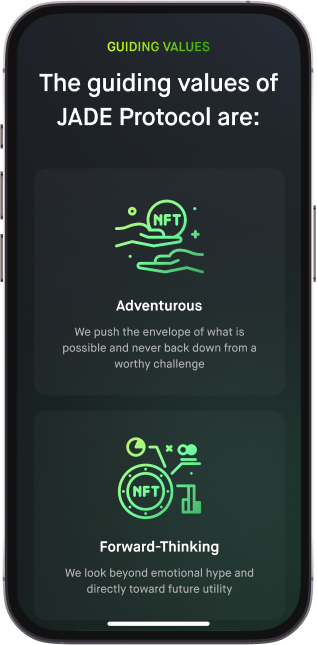 GUIDING VALUES
The guiding values of
JADE Protocol are:
NFT
Adventurous
We push the envelope of what is
possible and never back down from a
worthy challenge
NFT
Forward-Thinking
We look beyond emotional hype and
directly toward future utility